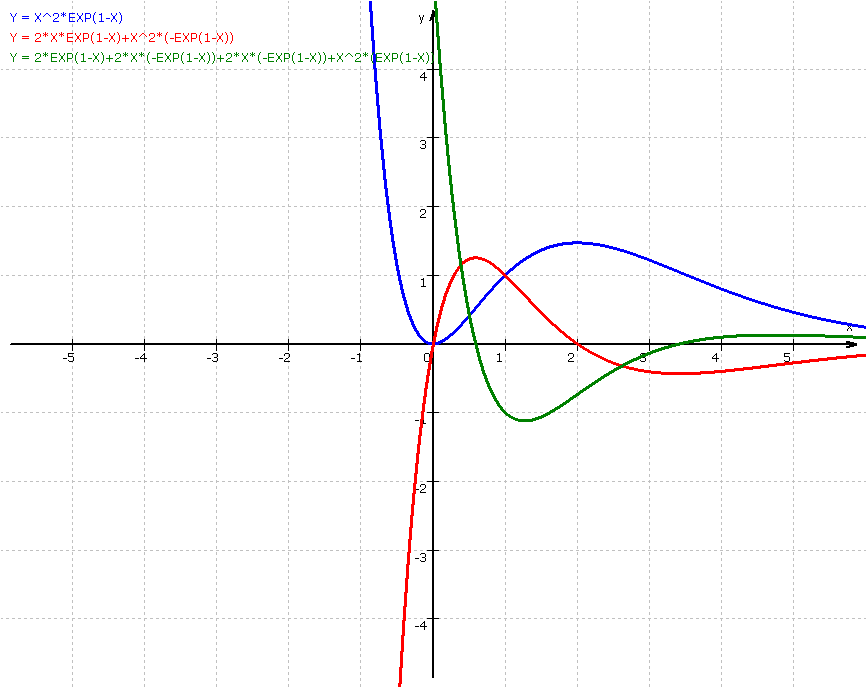 Y = X^2*EXP(1-X)
Y = 2*X*EXP(1-X)+X^2*(-EXP(1-X))
Y = 2*EXP(1-X)+2*X*(-EXP(1-X))+2*X*(-EXP(1-X))+X^2*(EXP(1-X))
y
4
3
2
1
x
-5 -4 -3 -2 -1 0 1 2 3 4 5
-1
-2
-3
-4